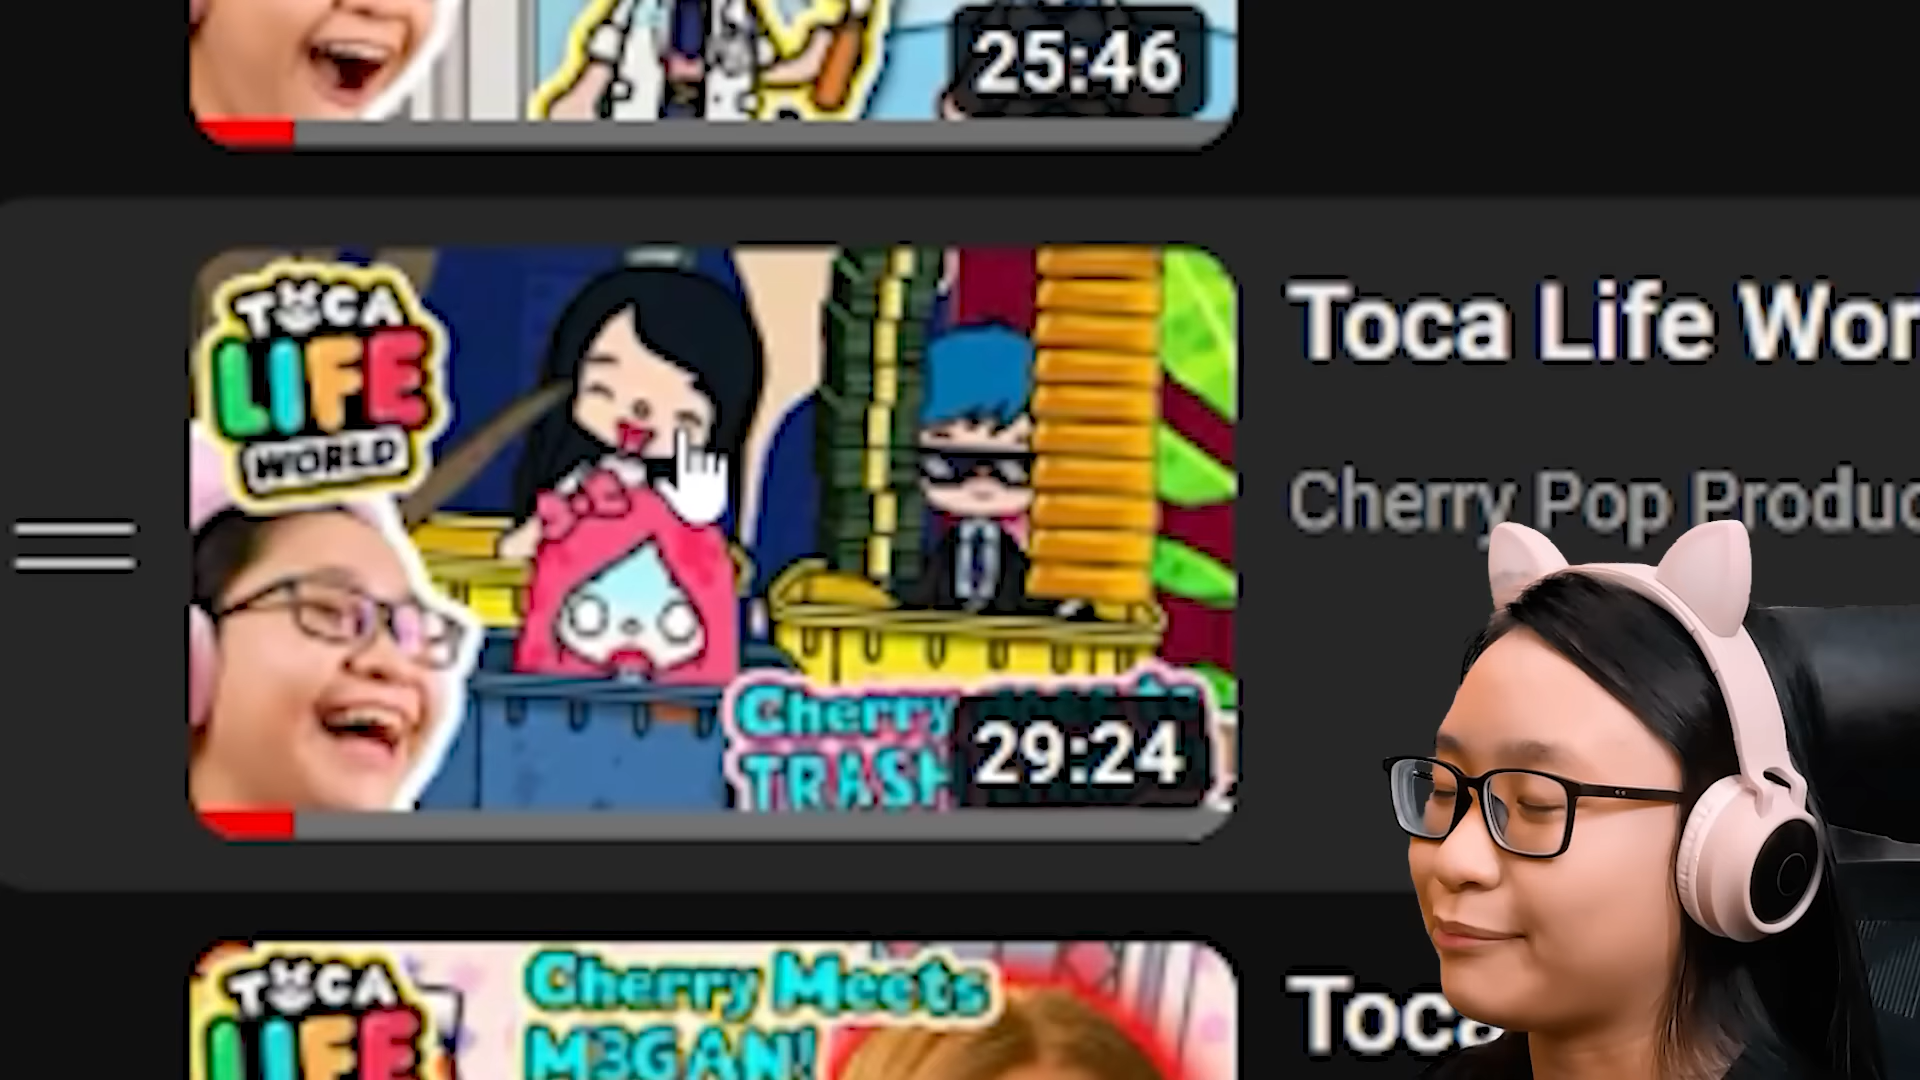 25:46
TOCA
LIFE
WORLD
Toca Life Wor
Cherry Pop Produc
Cherry
TRASH
29:24
TOCA
LIFE
Cherry Meets
M3GAN!
Toca